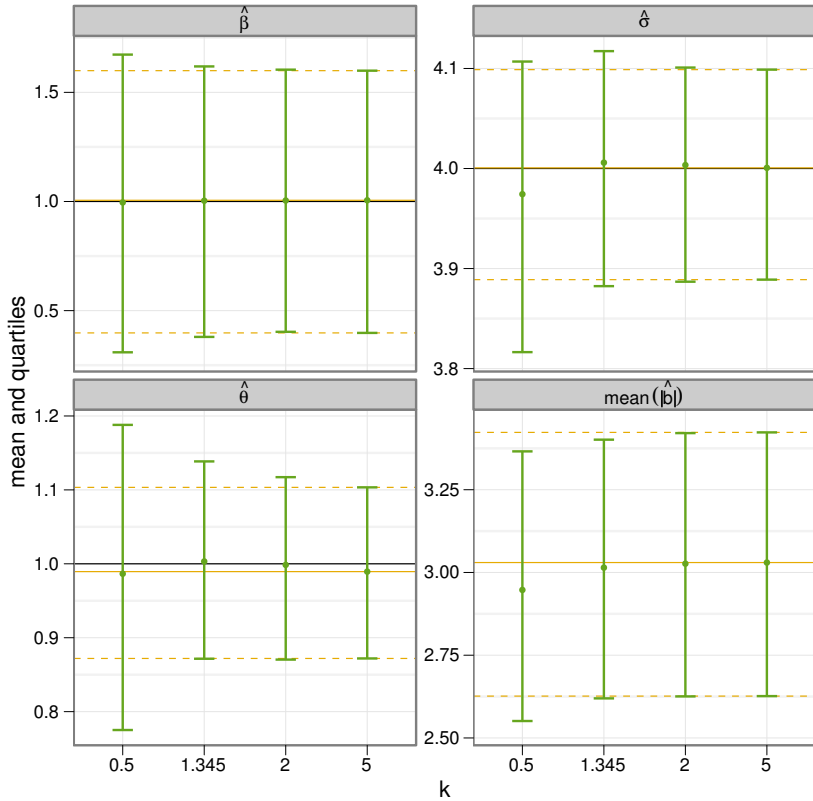 β̂
σ̂
1.5
1.0
0.5
4.1
4.0
3.9
3.8
θ̂
mean(|b̂|)
1.2
1.1
1.0
0.9
0.8
3.25
3.00
2.75
2.50
0.5 1.345 2 5
0.5 1.345 2 5
k
mean and quartiles